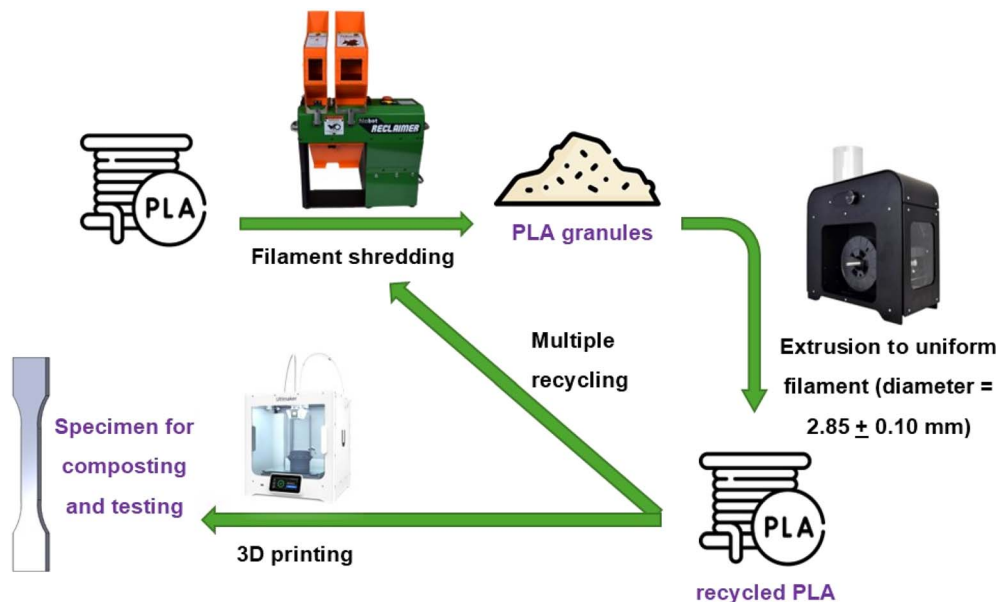 PLA
RECLAIMER
Filament shredding
PLA granules
Extrusion to uniform
filament (diameter =
2.85 ± 0.10 mm)
Multiple
recycling
Specimen for
composting
and testing
Ultimaker
3D printing
PLA
recycled PLA